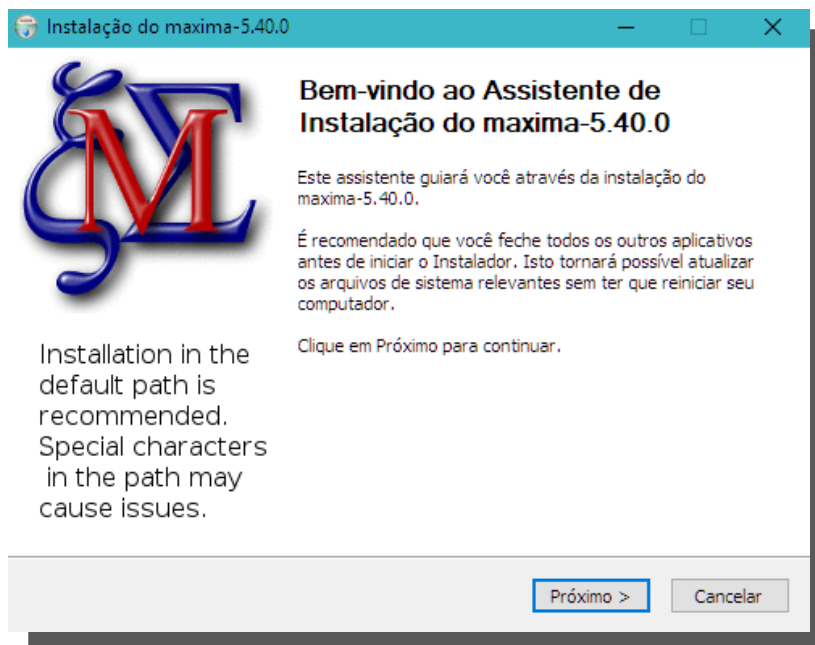 Instalação do maxima-5.40.0
Bem-vindo ao Assistente de
Instalação do maxima-5.40.0
Este assistente guiará você através da instalação do
maxima-5.40.0.
É recomendado que você feche todos os outros aplicativos
antes de iniciar o Instalador. Isto tornará possível atualizar
os arquivos de sistema relevantes sem ter que reiniciar seu
computador.
Clique em Próximo para continuar.
Installation in the
default path is
recommended.
Special characters
in the path may
cause issues.
Próximo >
Cancelar